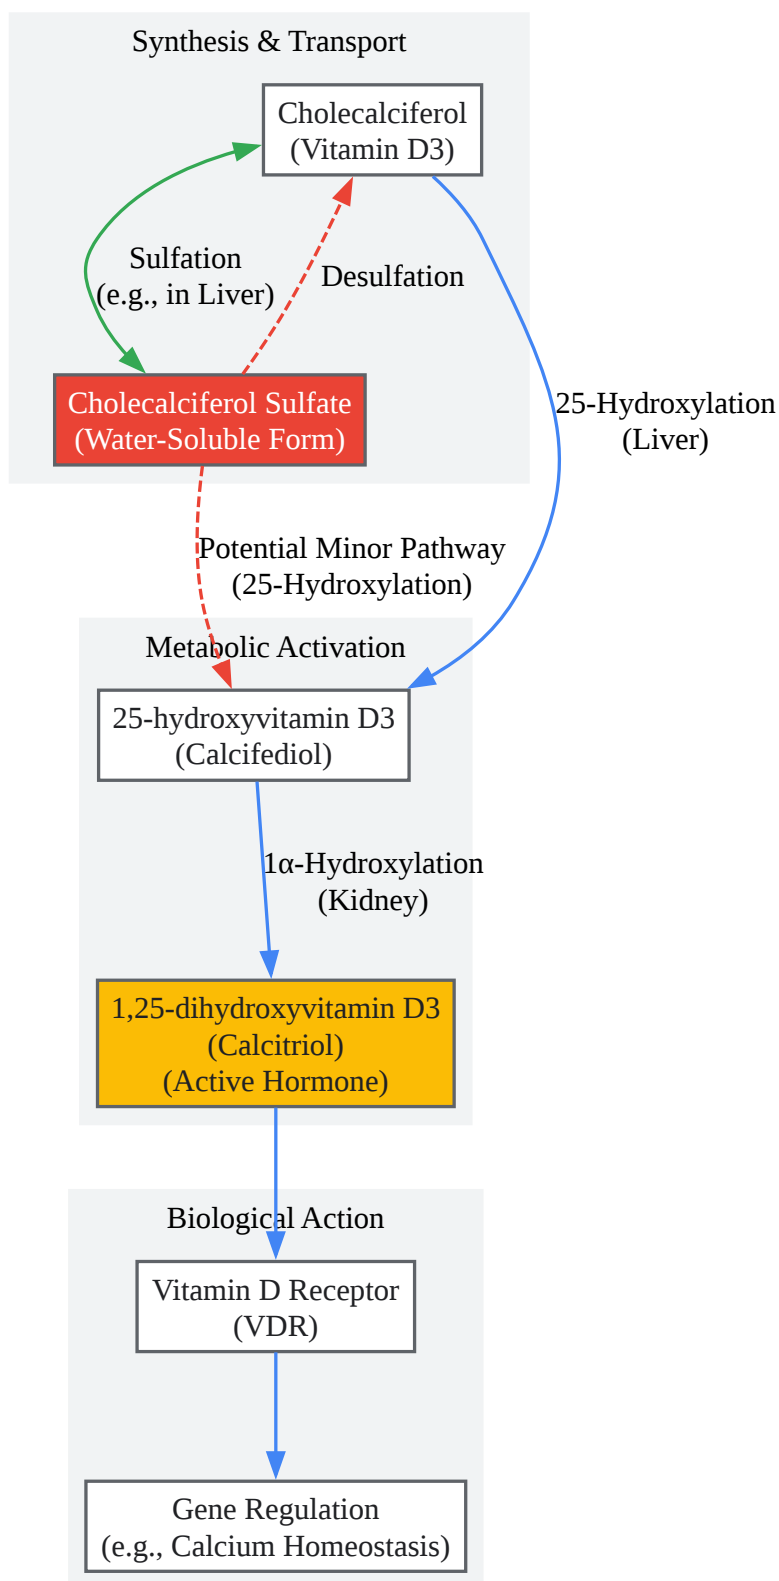 Synthesis & Transport
Cholecalciferol
(Vitamin D3)
Sulfation
(e.g., in Liver)
Desulfation
Cholecalciferol Sulfate
(Water-Soluble Form)
25-Hydroxylation
(Liver)
Potential Minor Pathway
(25-Hydroxylation)
Metabolic Activation
25-hydroxyvitamin D3
(Calcifediol)
1α-Hydroxylation
(Kidney)
1,25-dihydroxyvitamin D3
(Calcitriol)
(Active Hormone)
Biological Action
Vitamin D Receptor
(VDR)
Gene Regulation
(e.g., Calcium Homeostasis)